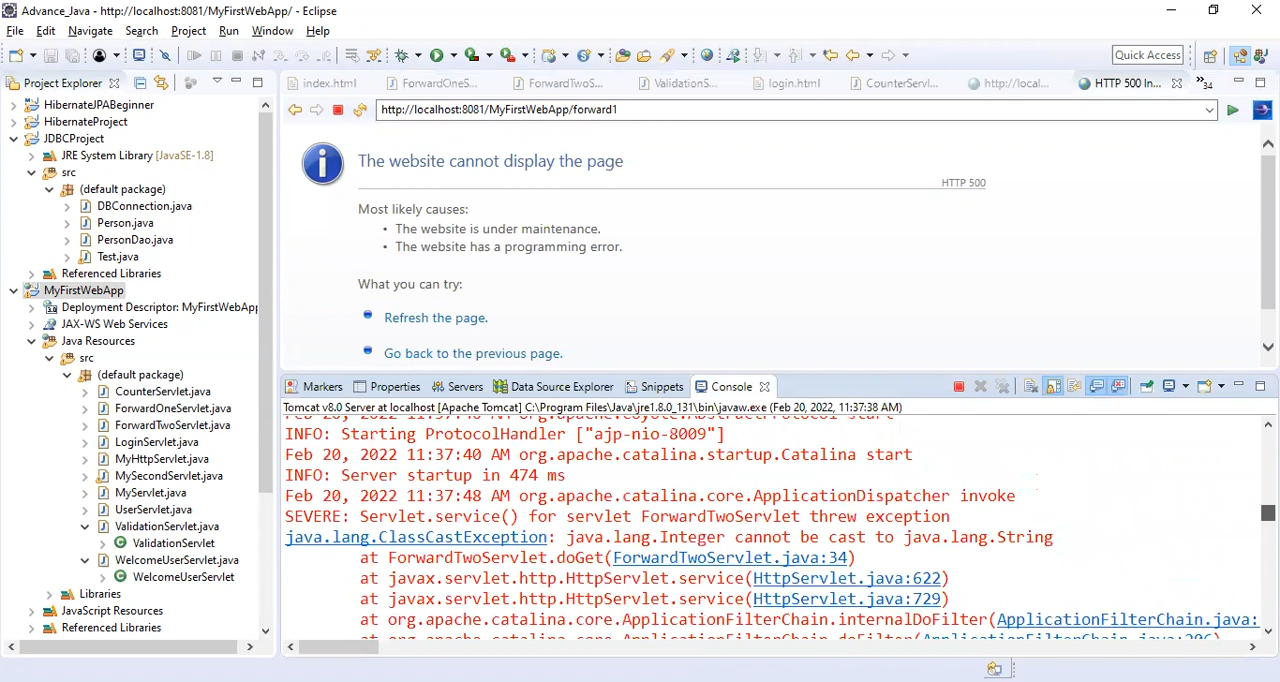 Advance_Java - http://localhost:8081/MyFirstWebApp/ - Eclipse
File Edit Navigate Search Project Run Window Help
Quick Access
Project Explorer
index.html
ForwardOneS...
ForwardTwoS...
ValidationS...
login.html
CounterServl...
http://local...
HTTP 500 In...
34
http://localhost:8081/MyFirstWebApp/forward1
HibernateJPABeginner
HibernateProject
JDBCProject
JRE System Library [JavaSE-1.8]
src
(default package)
DBConnection.java
Person.java
PersonDao.java
Test.java
Referenced Libraries
MyFirstWebApp
Deployment Descriptor: MyFirstWebApp
JAX-WS Web Services
Java Resources
src
(default package)
CounterServlet.java
ForwardOneServlet.java
ForwardTwoServlet.java
LoginServlet.java
MyHttpServlet.java
MySecondServlet.java
MyServlet.java
UserServlet.java
ValidationServlet.java
ValidationServlet
WelcomeUserServlet.java
WelcomeUserServlet
Libraries
JavaScript Resources
Referenced Libraries
The website cannot display the page
HTTP 500
Most likely causes:
• The website is under maintenance.
• The website has a programming error.
What you can try:
Refresh the page.
Go back to the previous page.
Markers
Properties
Servers
Data Source Explorer
Snippets
Console
Tomcat v8.0 Server at localhost [Apache Tomcat] C:\Program Files\Java\jre1.8.0_131\bin\javaw.exe (Feb 20, 2022, 11:37:38 AM)
INFO: Starting ProtocolHandler ["ajp-nio-8009"]
Feb 20, 2022 11:37:40 AM org.apache.catalina.startup.Catalina start
INFO: Server startup in 474 ms
Feb 20, 2022 11:37:48 AM org.apache.catalina.core.ApplicationDispatcher invoke
SEVERE: Servlet.service() for servlet ForwardTwoServlet threw exception
java.lang.ClassCastException: java.lang.Integer cannot be cast to java.lang.String
at ForwardTwoServlet.doGet(ForwardTwoServlet.java:34)
at javax.servlet.http.HttpServlet.service(HttpServlet.java:622)
at javax.servlet.http.HttpServlet.service(HttpServlet.java:729)
at org.apache.catalina.core.ApplicationFilterChain.internalDoFilter(ApplicationFilterChain.java: